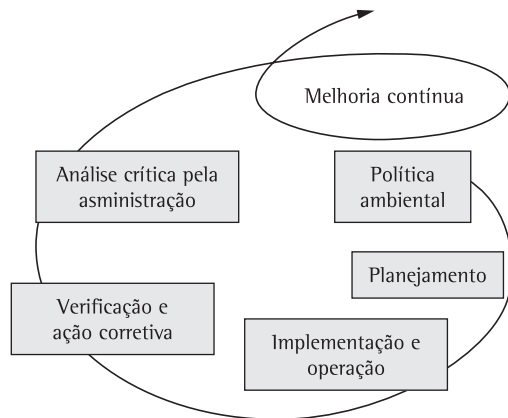 Melhoria contínua
Política
ambiental
Planejamento
Implementação e
operação
Verificação e
ação corretiva
Análise crítica pela
asministração